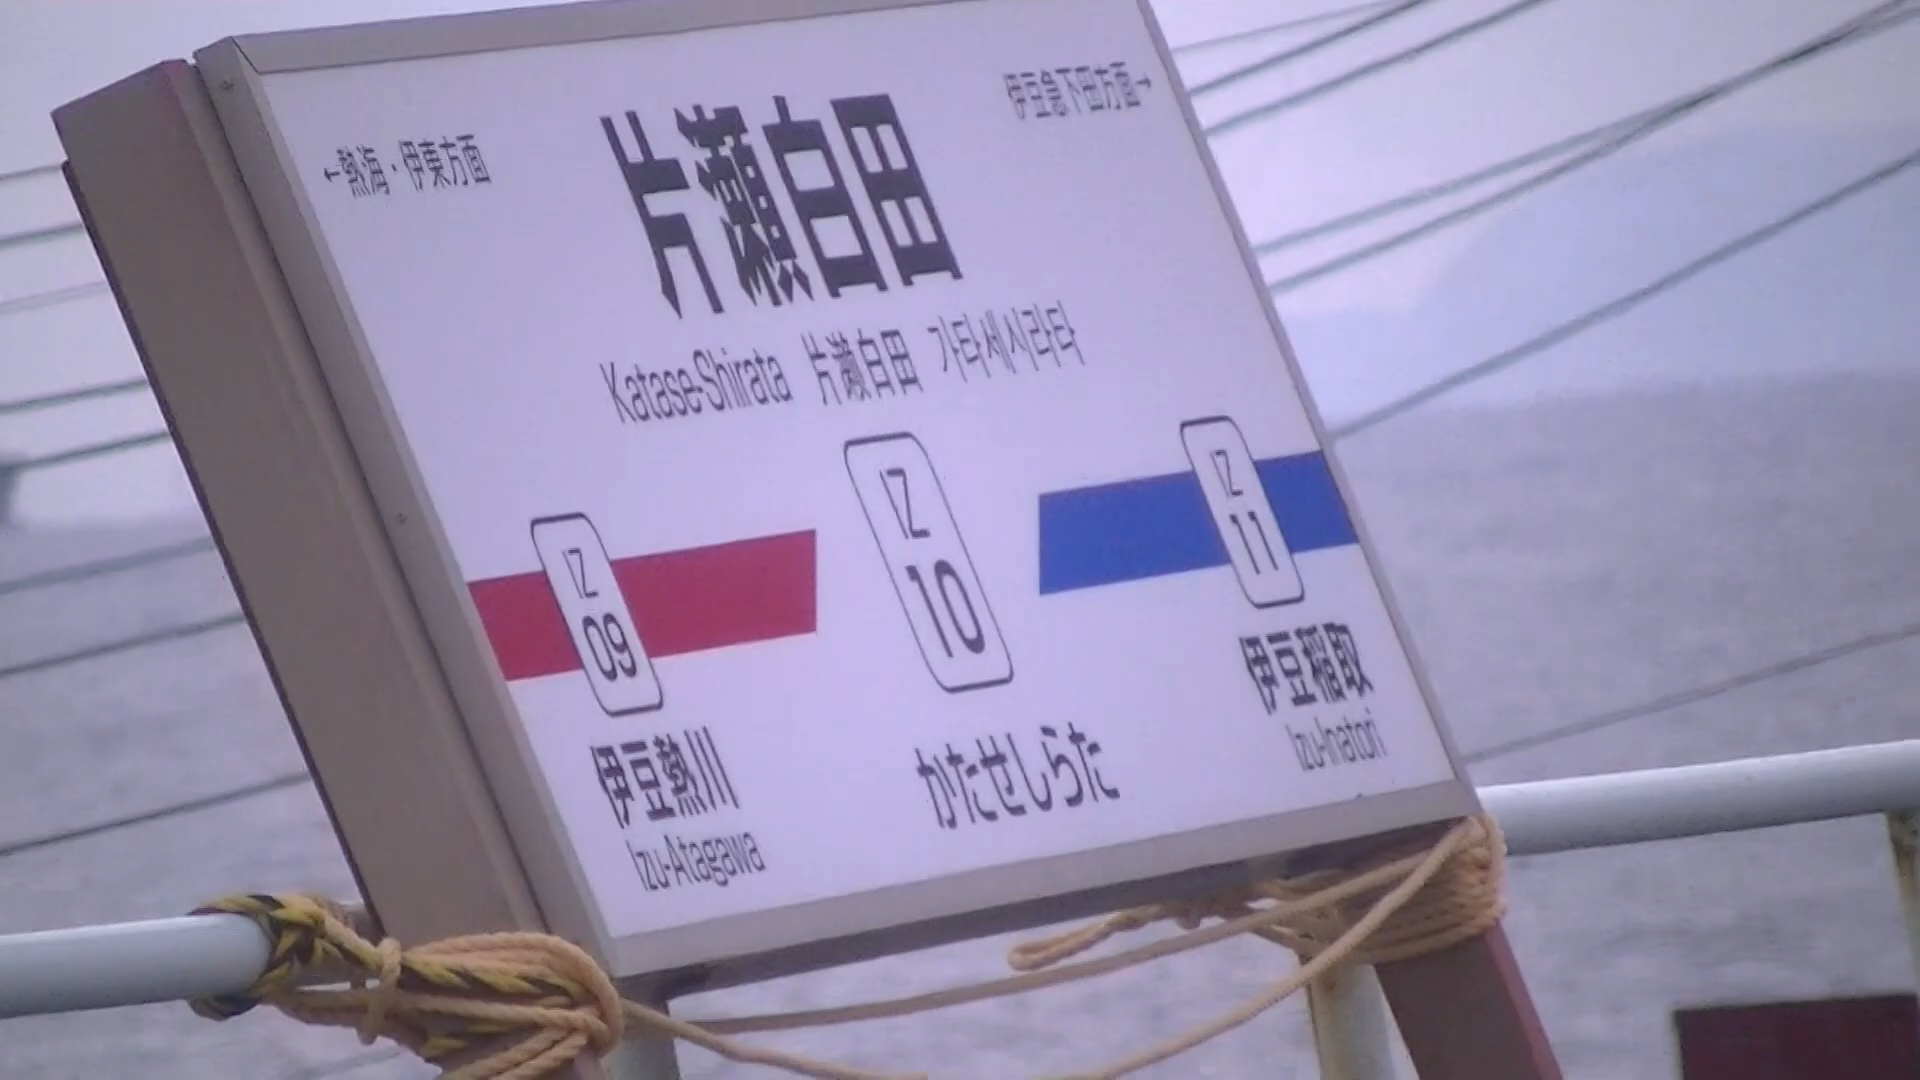 ←熱海・伊東方面
伊豆急下田方面→
片瀬白田
Katase-Shirata 片濑白田 가타세시라타
IZ
09
IZ
10
IZ
11
伊豆熱川
Izu-Atagawa
かたせしらた
伊豆稲取
Izu-Inatori